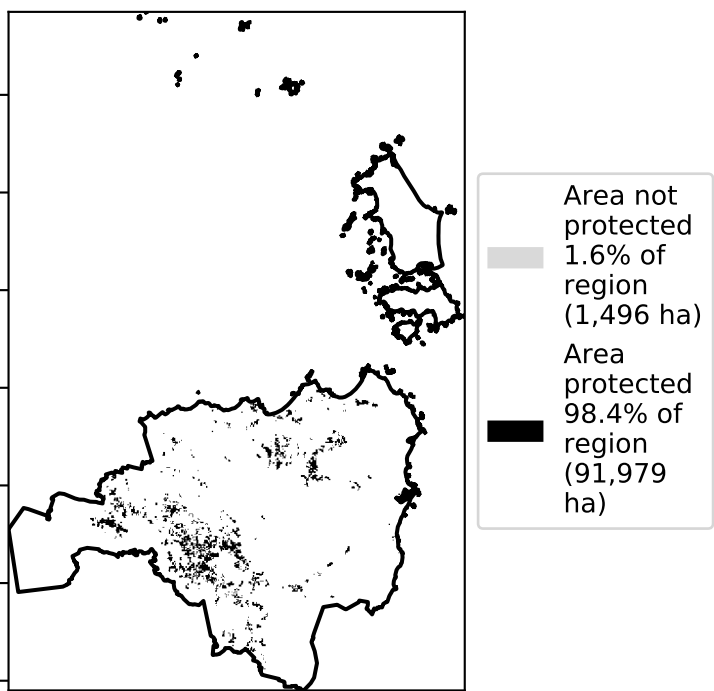 Area not
protected
1.6% of
region
(1,496 ha)
Area
protected
98.4% of
region
(91,979
ha)